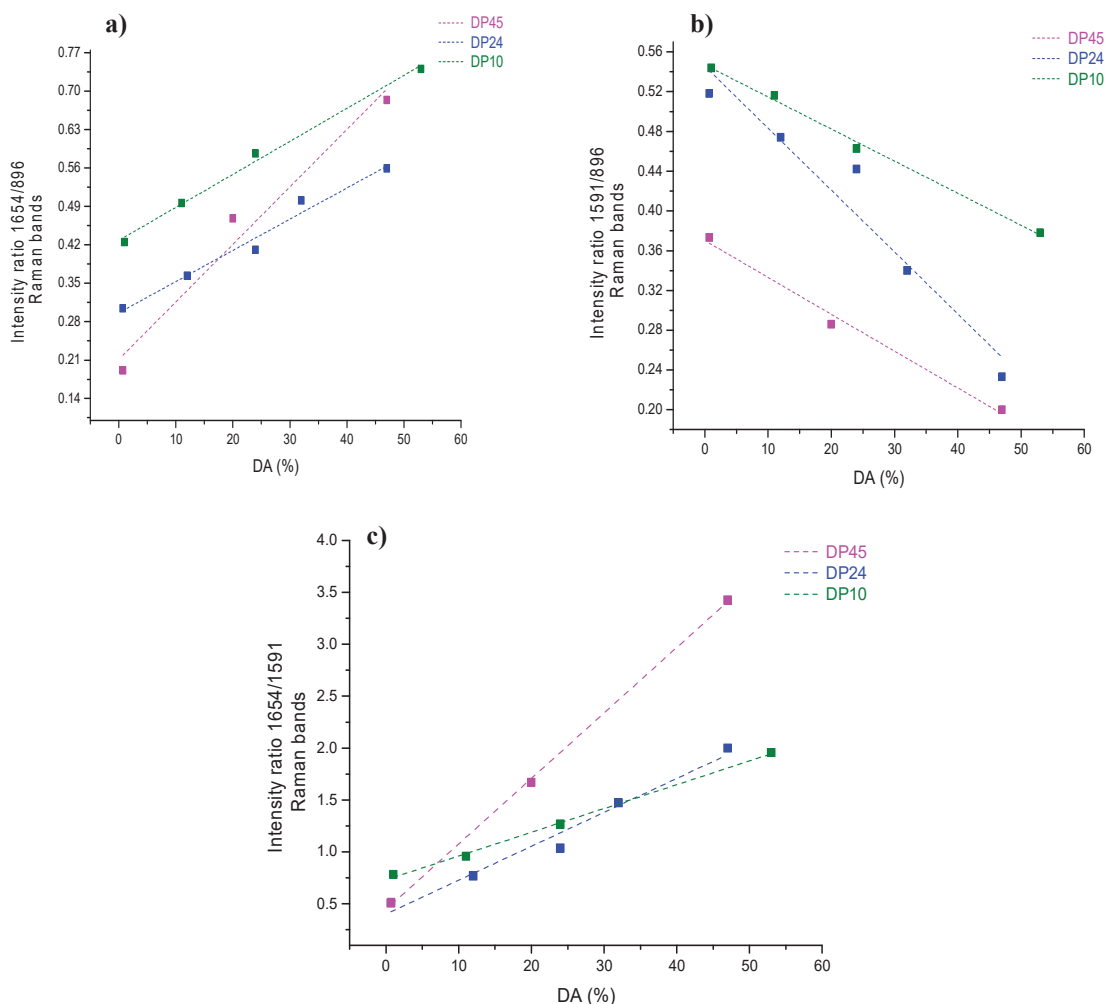 a)
DP45
DP24
DP10
0.77
0.70
0.63
0.56
0.49
0.42
0.35
0.28
0.21
0.14
Intensity ratio 1654/896
Raman bands
0 10 20 30 40 50 60
DA (%)
b)
DP45
DP24
DP10
0.56
0.52
0.48
0.44
0.40
0.36
0.32
0.28
0.24
0.20
Intensity ratio 1591/896
Raman bands
0 10 20 30 40 50 60
DA (%)
c)
DP45
DP24
DP10
4.0
3.5
3.0
2.5
2.0
1.5
1.0
0.5
Intensity ratio 1654/1591
Raman bands
0 10 20 30 40 50 60
DA (%)